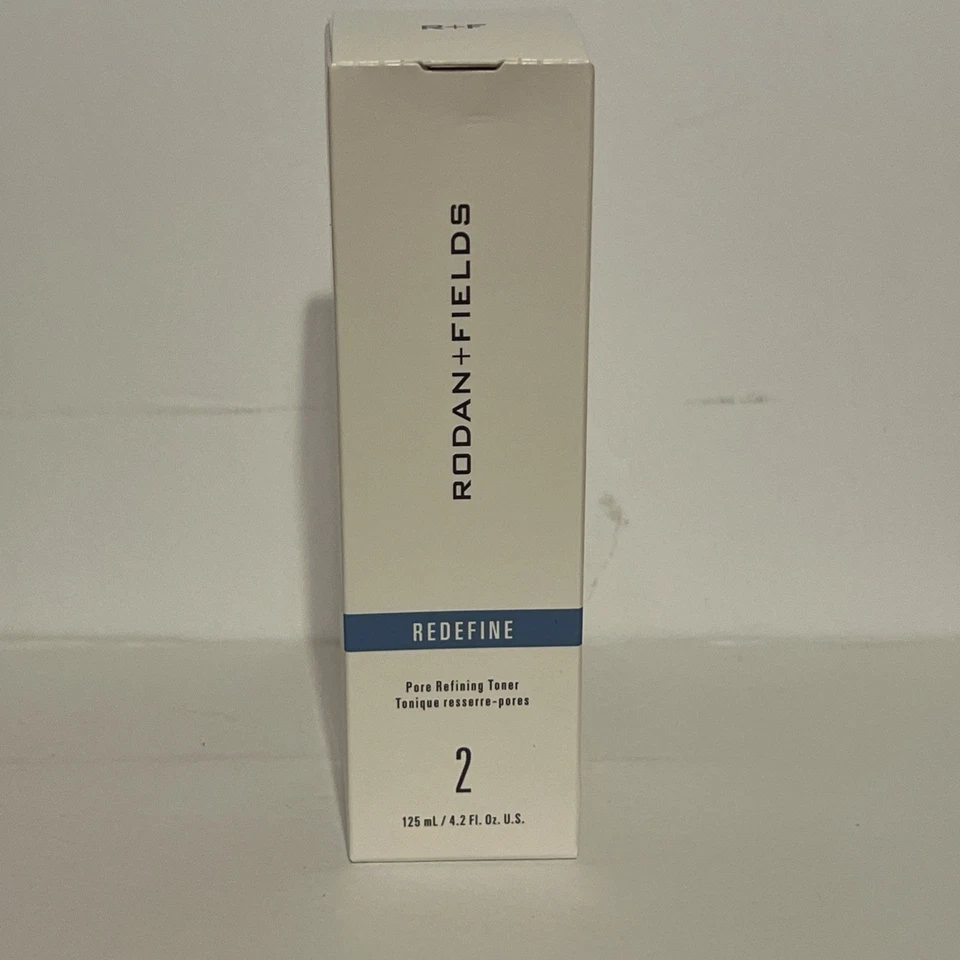 R+F
RODAN+FIELDS
REDEFINE
Pore Refining Toner
Tonique resserre-pores
2
125 mL / 4.2 Fl. Oz. U.S.